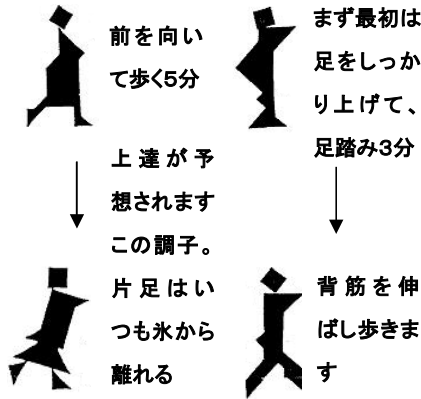 前を向い
て歩く5分
上達が予
想されます
この調子。
片足はい
つも氷から
離れる
まず最初は
足をしっか
り上げて、
足踏み3分
背筋を伸
ばし歩きま
す